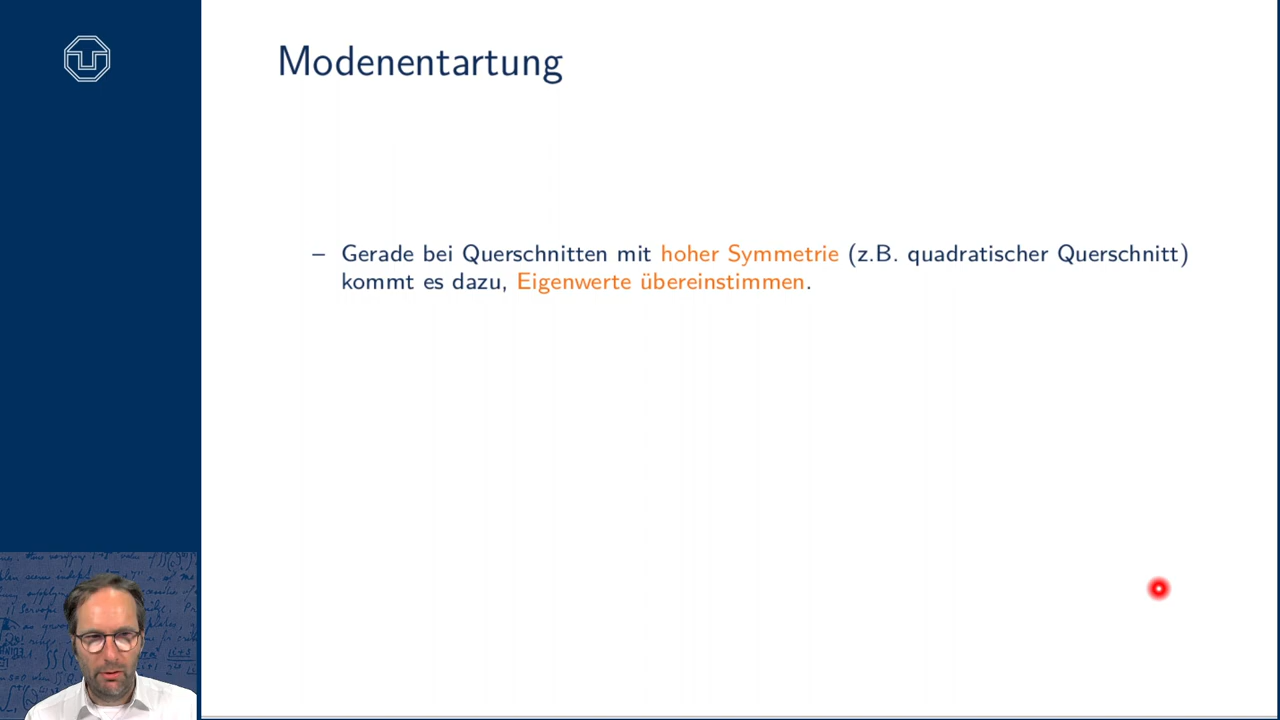 Modenentartung
– Gerade bei Querschnitten mit hoher Symmetrie (z.B. quadratischer Querschnitt)
kommt es dazu, Eigenwerte übereinstimmen.